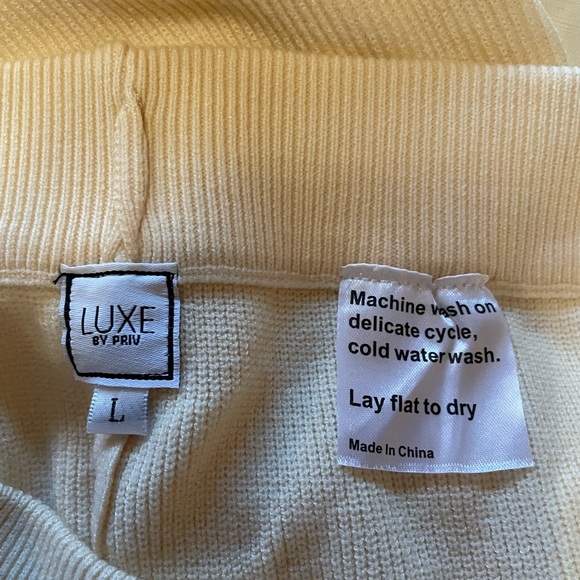 LUXE
BY PRIV
L
Machine wash on
delicate cycle,
cold water wash.
Lay flat to dry
Made In China